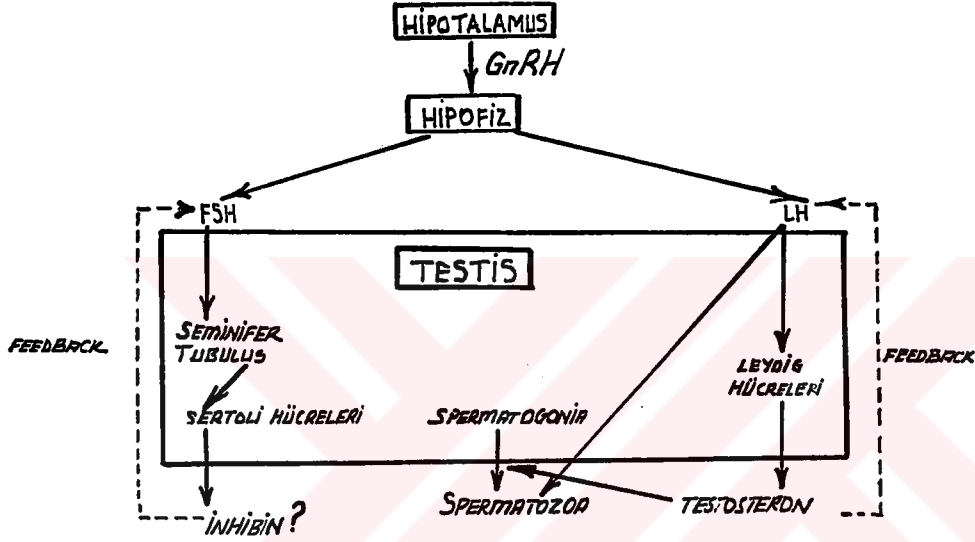 HİPOTALAMUS
GnRH
HİPOFİZ
FSH
LH
TESTİS
SEMİNİFER
TUBULUS
FEEDBACK
LEYDİG
HÜCRELERİ
FEEDBACK
SERTOLİ HÜCRELERİ
SPERMATOGONİA
SPERMATOZOA
TESTOSTERON
İNHİBİN?